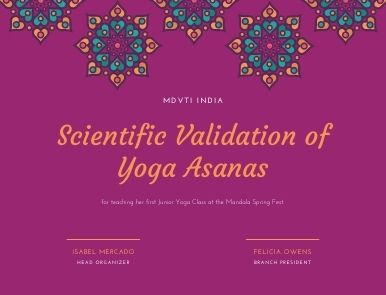 MDVTI INDIA
Scientific Validation of
Yoga Asanas
for teaching her first Junior Yoga Class at the Mandala Spring Fest
ISABEL MERCADO
HEAD ORGANIZER
FELICIA OWENS
BRANCH PRESIDENT